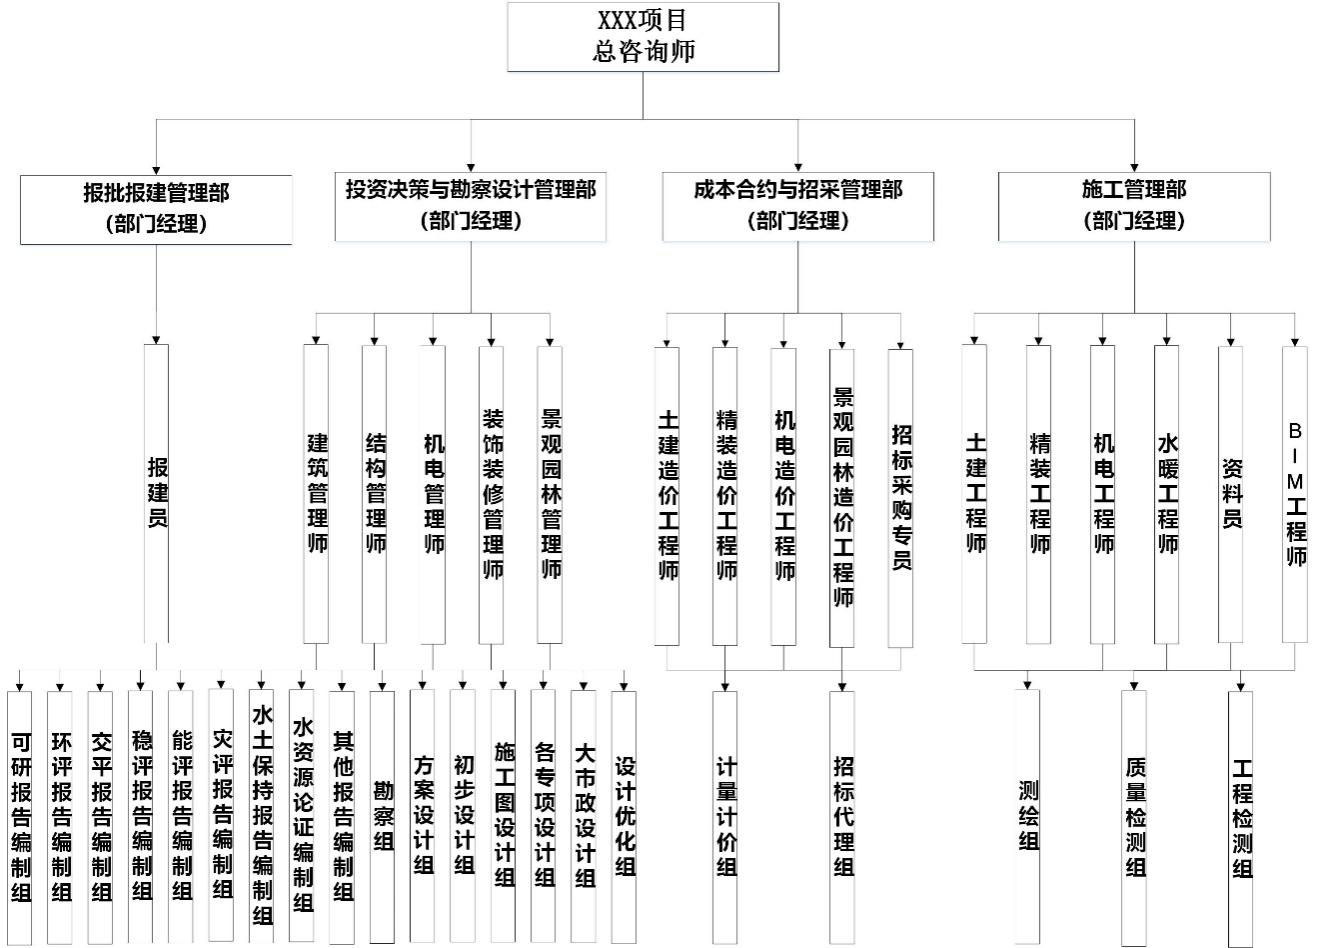 XXX项目
总咨询师
报批报建管理部
（部门经理）
投资决策与勘察设计管理部
（部门经理）
成本合约与招采管理部
（部门经理）
施工管理部
（部门经理）
报建员
建筑管理师
结构管理师
机电管理师
装饰装修管理师
景观园林管理师
土建造价工程师
精装造价工程师
机电造价工程师
景观园林造价工程师
招标采购专员
土建工程师
精装工程师
机电工程师
水暖工程师
资料员
BIM工程师
可研报告编制组
环评报告编制组
交平报告编制组
稳评报告编制组
能评报告编制组
灾评报告编制组
水土保持报告编制组
水资源论证编制组
其他报告编制组
勘察组
方案设计组
初步设计组
施工图设计组
各专项设计组
大市政设计组
设计优化组
计量计价组
招标代理组
测绘组
质量检测组
工程检测组